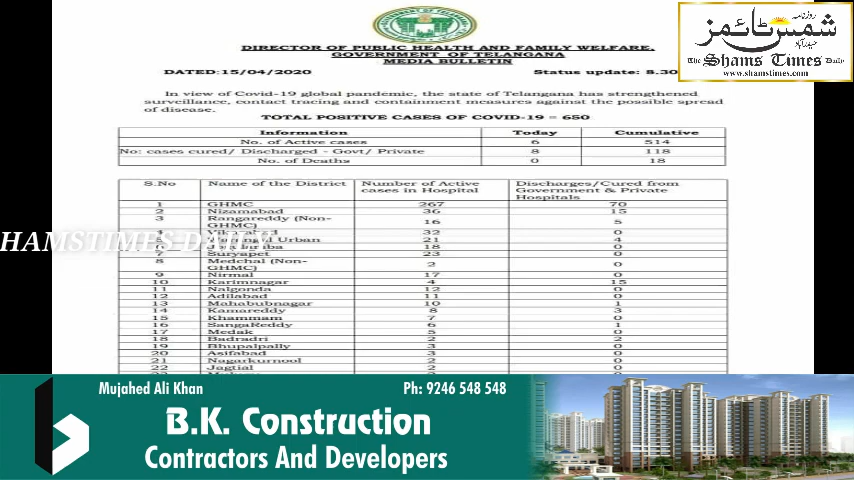 روزنامہ
شمس ٹائمز
حیدرآباد
The Shams Times Daily
www.shamstimes.com
DIRECTOR OF PUBLIC HEALTH AND FAMILY WELFARE,
GOVERNMENT OF TELANGANA
MEDIA BULLETIN
DATED:15/04/2020 Status update: 8.30
In view of Covid-19 global pandemic, the state of Telangana has strengthened
surveillance, contact tracing and containment measures against the possible spread
of disease.
TOTAL POSITIVE CASES OF COVID-19 = 650
Information Today Cumulative
No. of Active cases 6 514
No: cases cured/ Discharged - Govt/ Private 8 118
No. of Deaths 0 18
S.No Name of the District Number of Active cases in Hospital Discharges/Cured from Government & Private Hospitals
1 GHMC 267 70
2 Nizamabad 36 15
3 Rangareddy (Non-GHMC) 16 5
4 32 0
5 Urban 21 4
6 18 0
7 Suryapet 23 0
8 Medchal (Non-GHMC) 2 0
9 Nirmal 17 0
10 Karimnagar 4 15
11 Nalgonda 12 0
12 Adilabad 11 0
13 Mahabubnagar 10 1
14 Kamareddy 8 3
15 Khammam 7 0
16 SangaReddy 6 1
17 Medak 5 0
18 Badradri 2 2
19 Bhupalpally 3 0
20 Asifabad 3 0
21 Nagarkurnool 2 0
22 Jagtial 2 0
HAMSTIMES DAILY
Mujahed Ali Khan Ph: 9246 548 548
B.K. Construction
Contractors And Developers